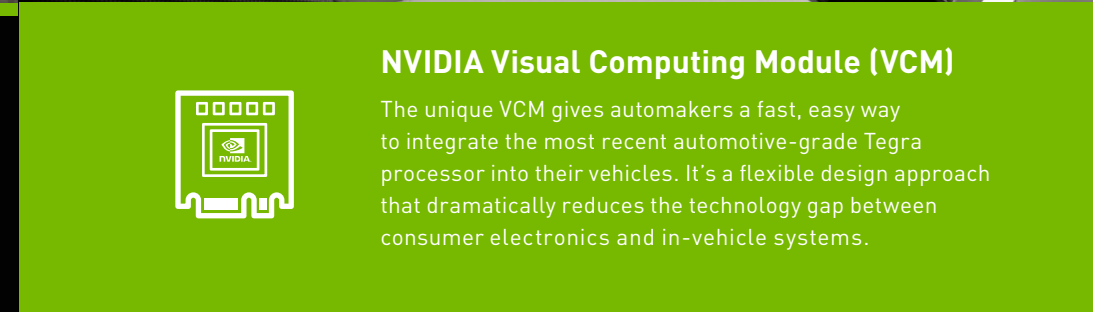 NVIDIA Visual Computing Module (VCM)
The unique VCM gives automakers a fast, easy way
to integrate the most recent automotive-grade Tegra
processor into their vehicles. It’s a flexible design approach
that dramatically reduces the technology gap between
consumer electronics and in-vehicle systems.
NVIDIA